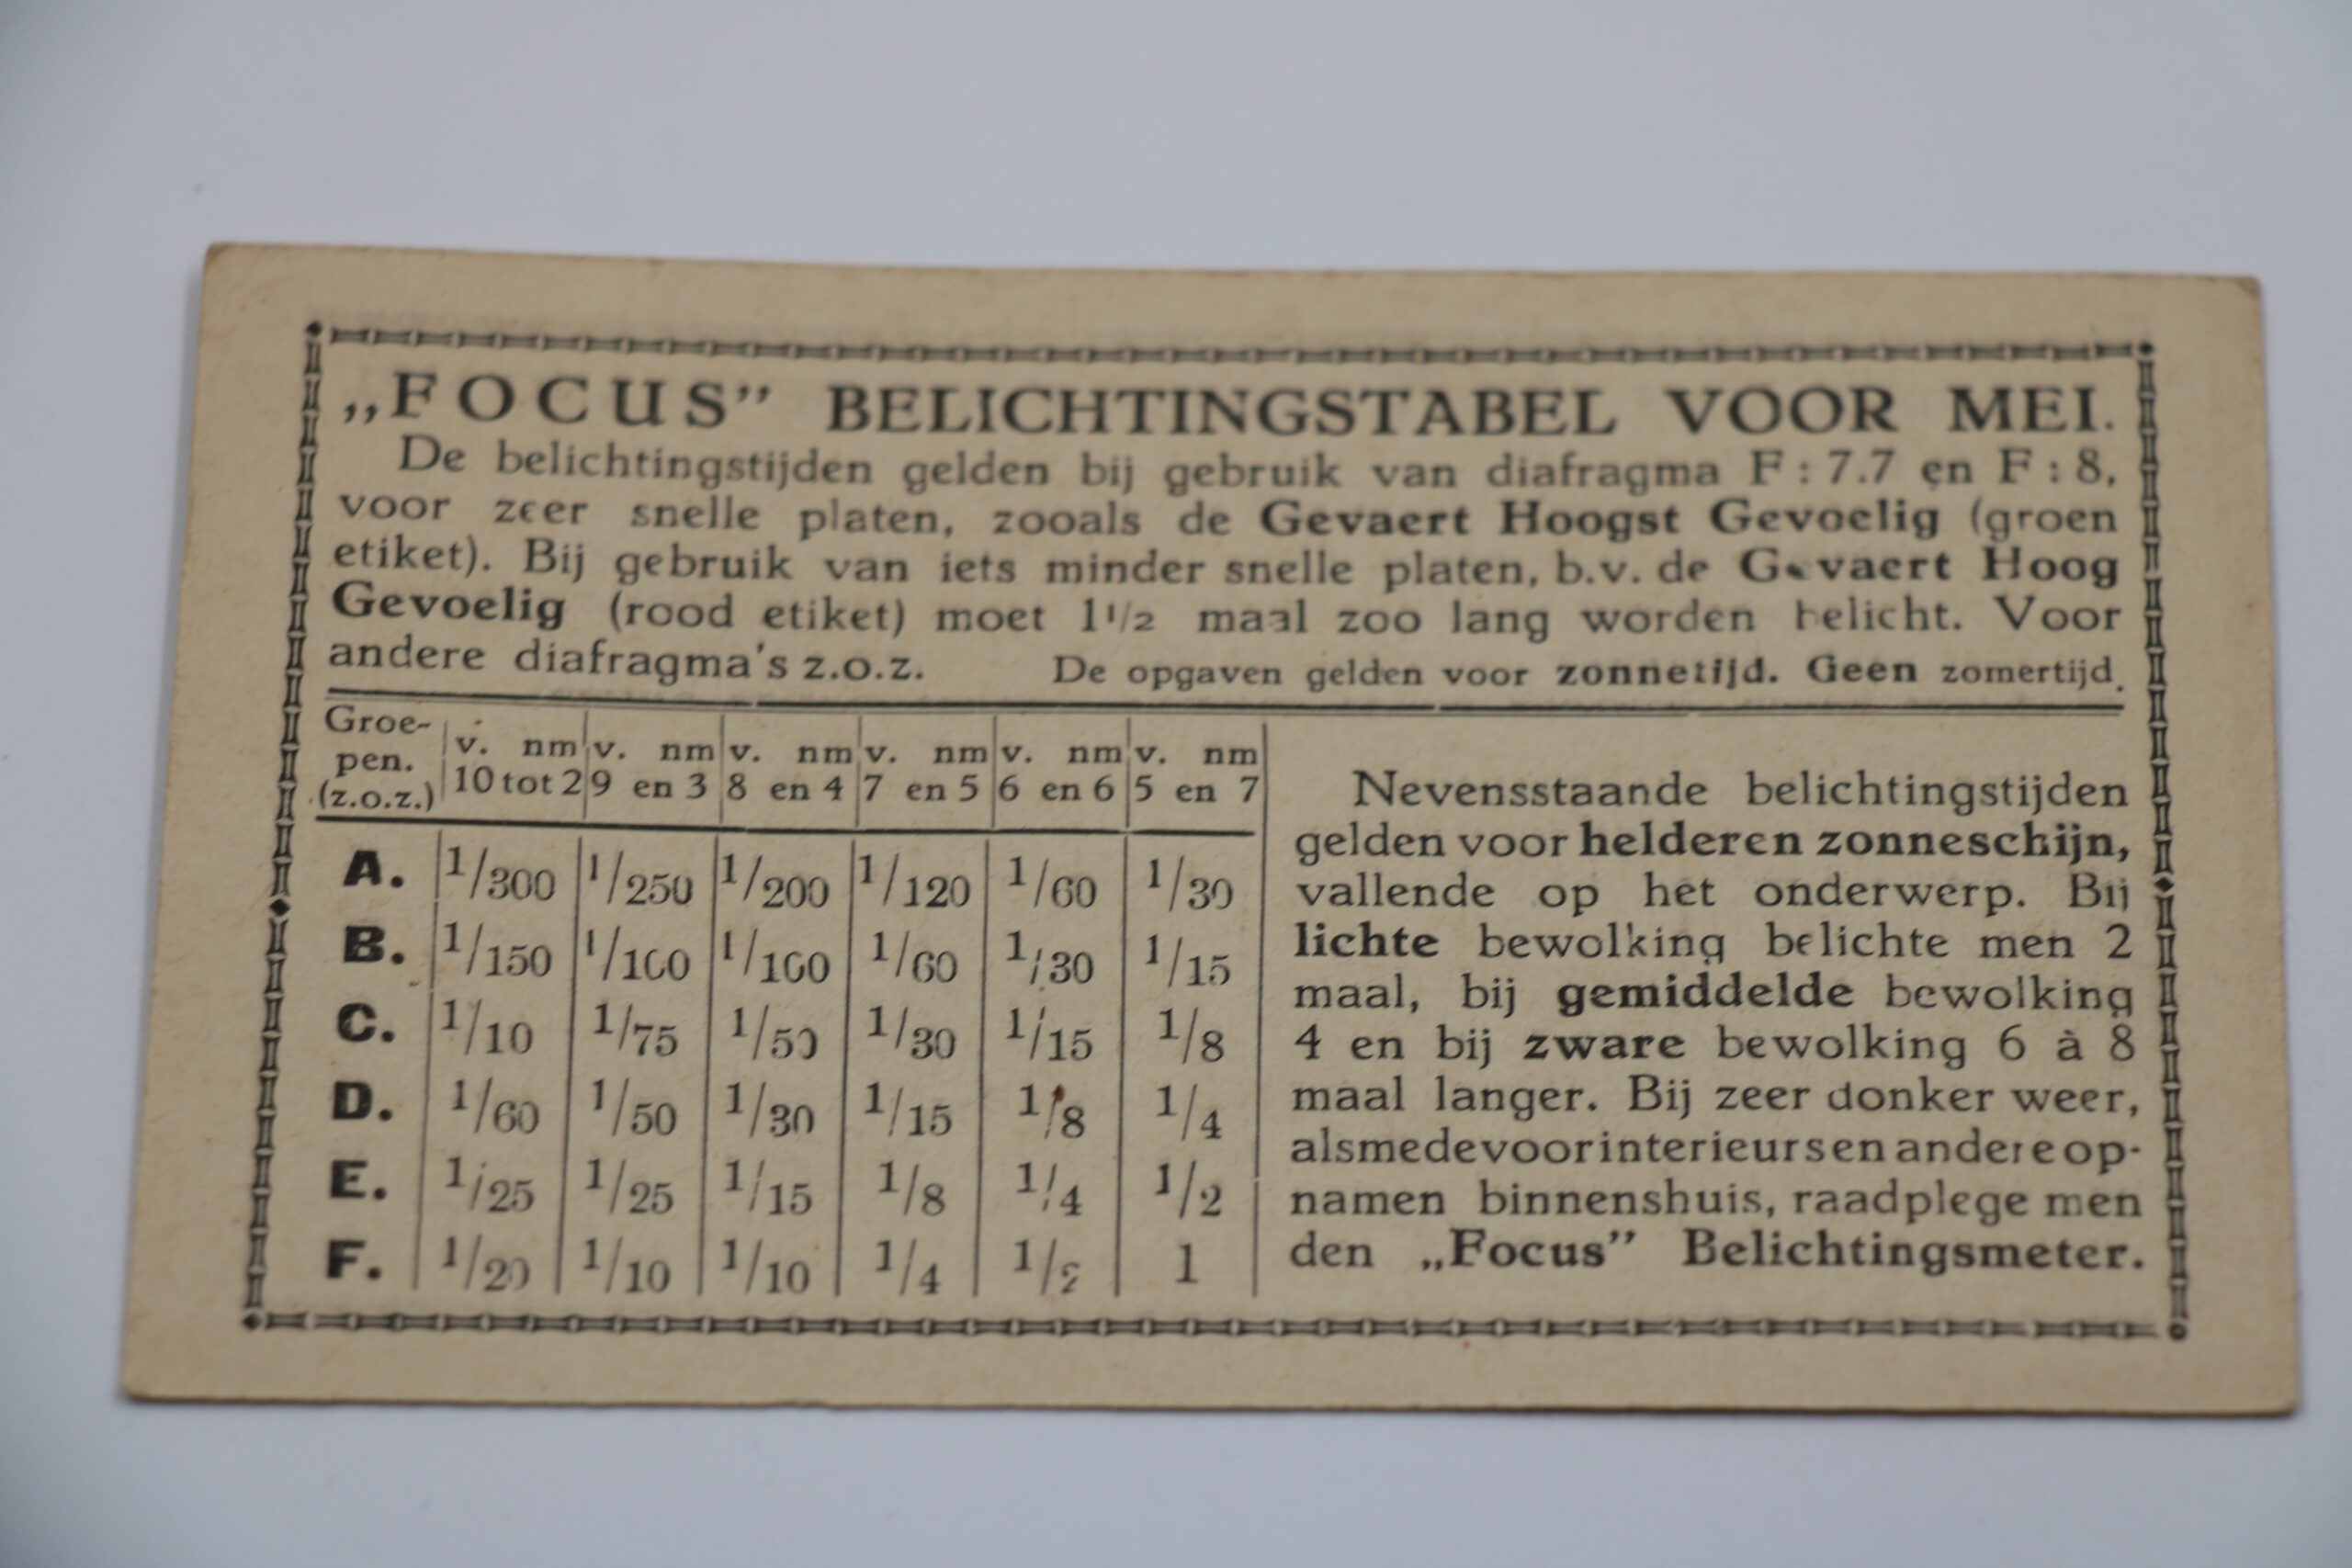 „FOCUS” BELICHTINGSTABEL VOOR MEI.
De belichtingstijden gelden bij gebruik van diafragma F : 7.7 en F : 8,
voor zeer snelle platen, zooals de Gevaert Hoogst Gevoelig (groen
etiket). Bij gebruik van iets minder snelle platen, b.v. de Gevaert Hoog
Gevoelig (rood etiket) moet 1 1/2 maal zoo lang worden belicht. Voor
andere diafragma's z.o.z. De opgaven gelden voor zonnetijd. Geen zomertijd.
Groe-
pen.
(z.o.z.)
v. nm v. nm v. nm v. nm v. nm v. nm
10 tot 2 9 en 3 8 en 4 7 en 5 6 en 6 5 en 7
A. 1/300 1/250 1/200 1/120 1/60 1/30
B. 1/150 1/100 1/100 1/60 1/30 1/15
C. 1/10 1/75 1/50 1/30 1/15 1/8
D. 1/60 1/50 1/30 1/15 1/8 1/4
E. 1/25 1/25 1/15 1/8 1/4 1/2
F. 1/20 1/10 1/10 1/4 1/2 1
Nevensstaande belichtingstijden
gelden voor helderen zonneschijn,
vallende op het onderwerp. Bij
lichte bewolking belichte men 2
maal, bij gemiddelde bewolking
4 en bij zware bewolking 6 à 8
maal langer. Bij zeer donker weer,
alsmede voor interieurs en andere op-
namen binnenshuis, raadplege men
den „Focus” Belichtingsmeter.